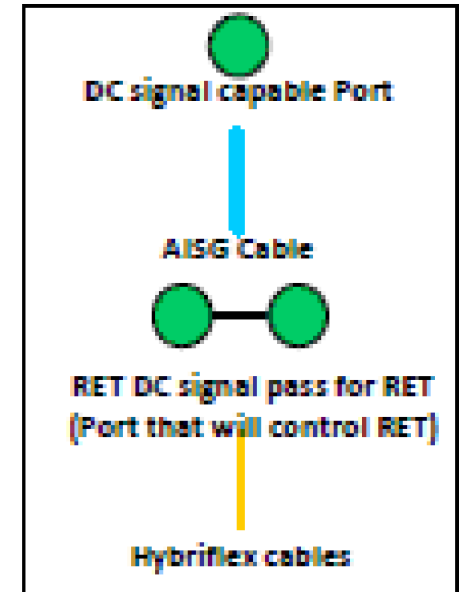 DC signal capable Port
AISG Cable
RET DC signal pass for RET
(Port that will control RET)
Hybriflex cables